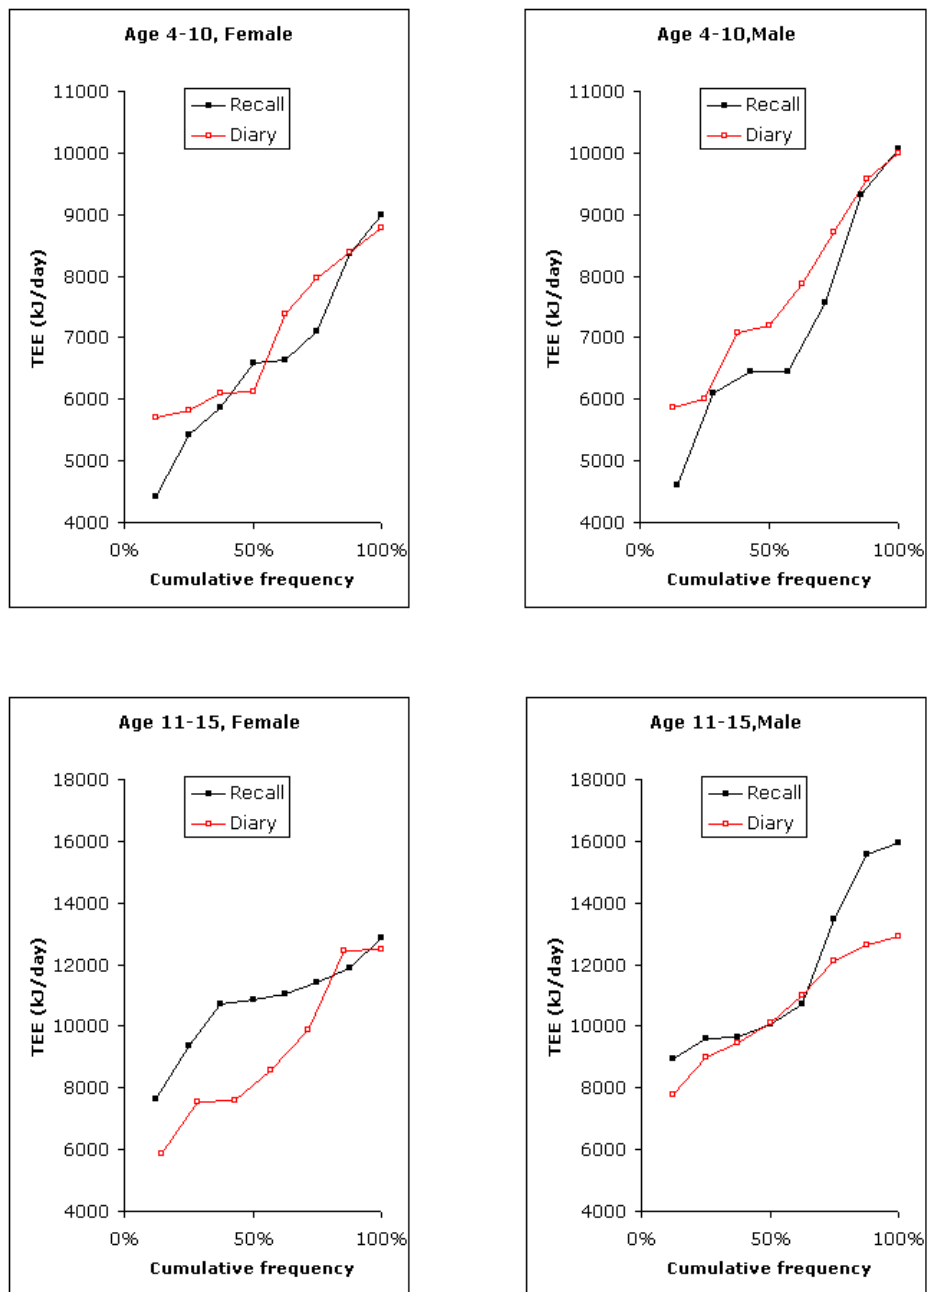 Age 4-10, Female
11000
10000
9000
8000
7000
6000
5000
4000
TEE (kJ/day)
Recall
Diary
0% 50% 100%
Cumulative frequency
Age 4-10,Male
11000
10000
9000
8000
7000
6000
5000
4000
TEE (kJ/day)
Recall
Diary
0% 50% 100%
Cumulative frequency
Age 11-15, Female
18000
16000
14000
12000
10000
8000
6000
4000
TEE (kJ/day)
Recall
Diary
0% 50% 100%
Cumulative frequency
Age 11-15,Male
18000
16000
14000
12000
10000
8000
6000
4000
TEE (kJ/day)
Recall
Diary
0% 50% 100%
Cumulative frequency